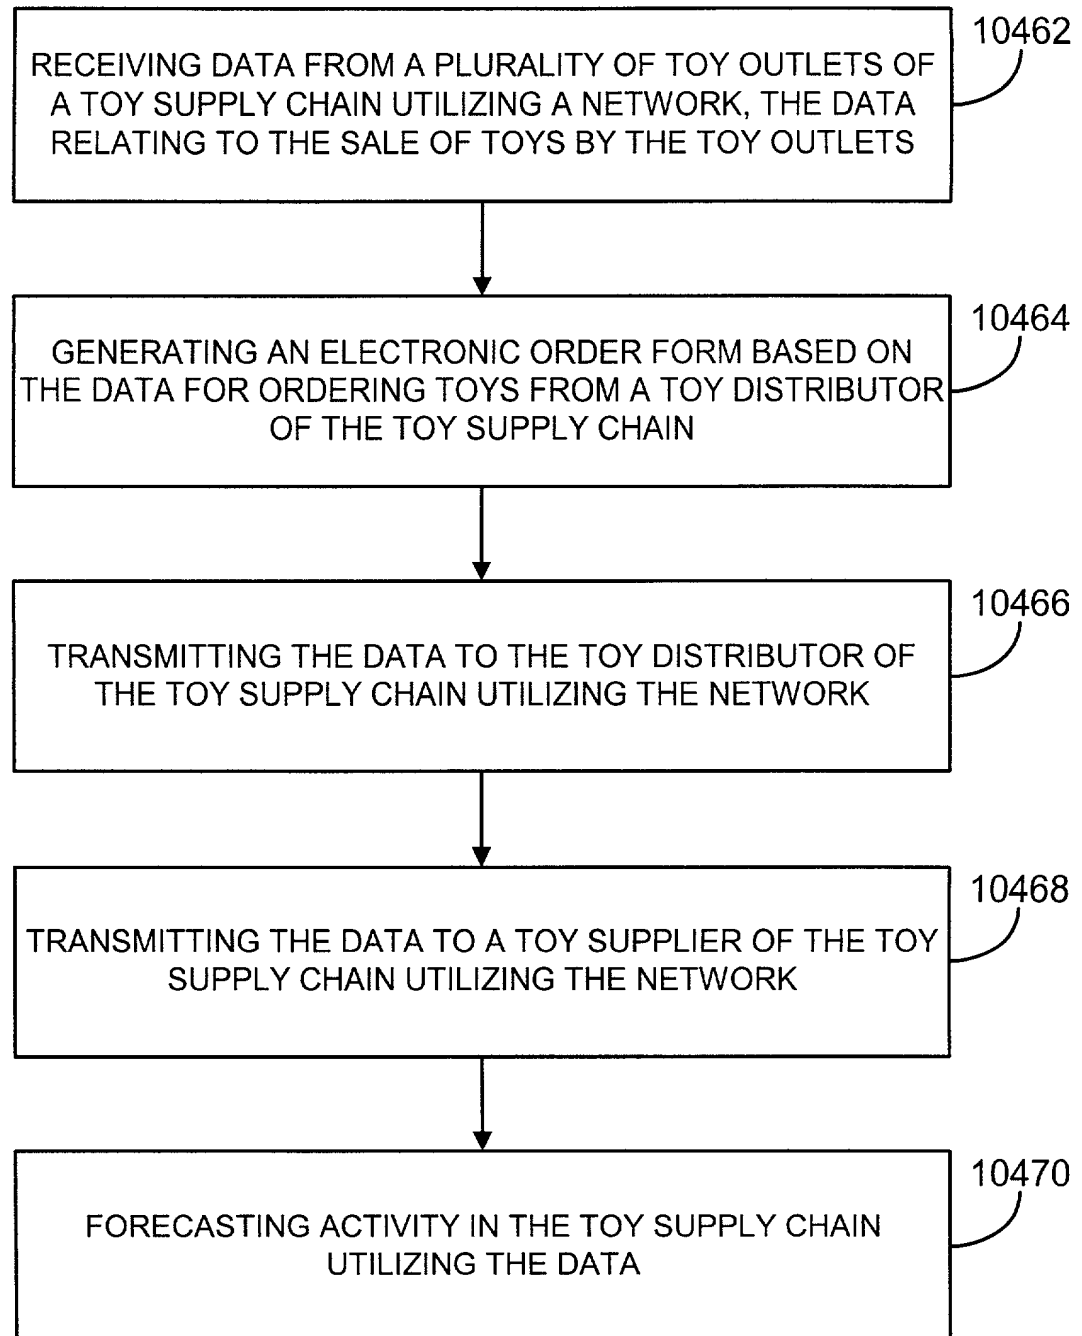 10462
RECEIVING DATA FROM A PLURALITY OF TOY OUTLETS OF
A TOY SUPPLY CHAIN UTILIZING A NETWORK, THE DATA
RELATING TO THE SALE OF TOYS BY THE TOY OUTLETS
10464
GENERATING AN ELECTRONIC ORDER FORM BASED ON
THE DATA FOR ORDERING TOYS FROM A TOY DISTRIBUTOR
OF THE TOY SUPPLY CHAIN
10466
TRANSMITTING THE DATA TO THE TOY DISTRIBUTOR OF
THE TOY SUPPLY CHAIN UTILIZING THE NETWORK
10468
TRANSMITTING THE DATA TO A TOY SUPPLIER OF THE TOY
SUPPLY CHAIN UTILIZING THE NETWORK
10470
FORECASTING ACTIVITY IN THE TOY SUPPLY CHAIN
UTILIZING THE DATA